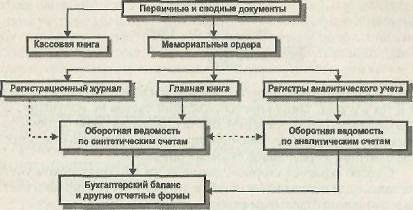 Первичные и сводные документы
Кассовая книга
Мемориальные ордера
Регистрационный журнал
Главная книга
Регистры аналитического учета
Оборотная ведомость
по синтетическим счетам
Оборотная ведомость
по аналитическим счетам
Бухгалтерский баланс
и другие отчетные формы